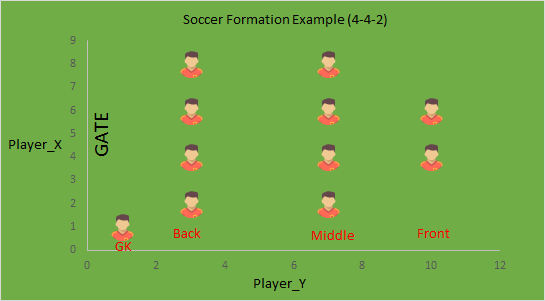 Soccer Formation Example (4-4-2)
9
8
7
6
5
4
3
2
1
0
Player_X
GATE
GK
Back
Middle
Front
0 2 4 6 8 10 12
Player_Y